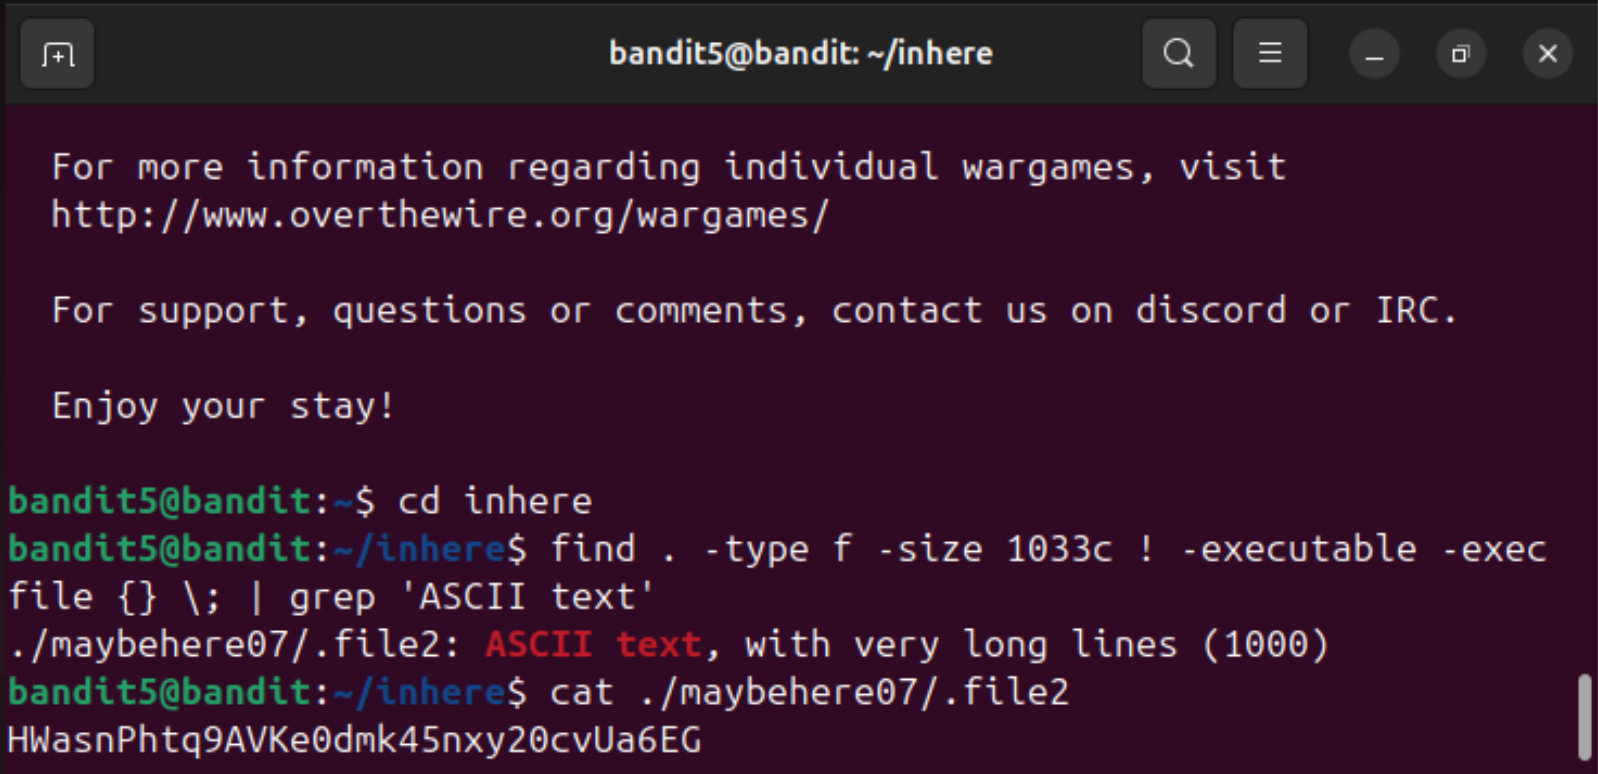 bandit5@bandit: ~/inhere
For more information regarding individual wargames, visit
http://www.overthewire.org/wargames/
For support, questions or comments, contact us on discord or IRC.
Enjoy your stay!
bandit5@bandit:~$ cd inhere
bandit5@bandit:~/inhere$ find . -type f -size 1033c ! -executable -exec
file {} \; | grep 'ASCII text'
./maybehere07/.file2: ASCII text, with very long lines (1000)
bandit5@bandit:~/inhere$ cat ./maybehere07/.file2
HWasnPhtq9AVKe0dmk45nxy20cvUa6EG